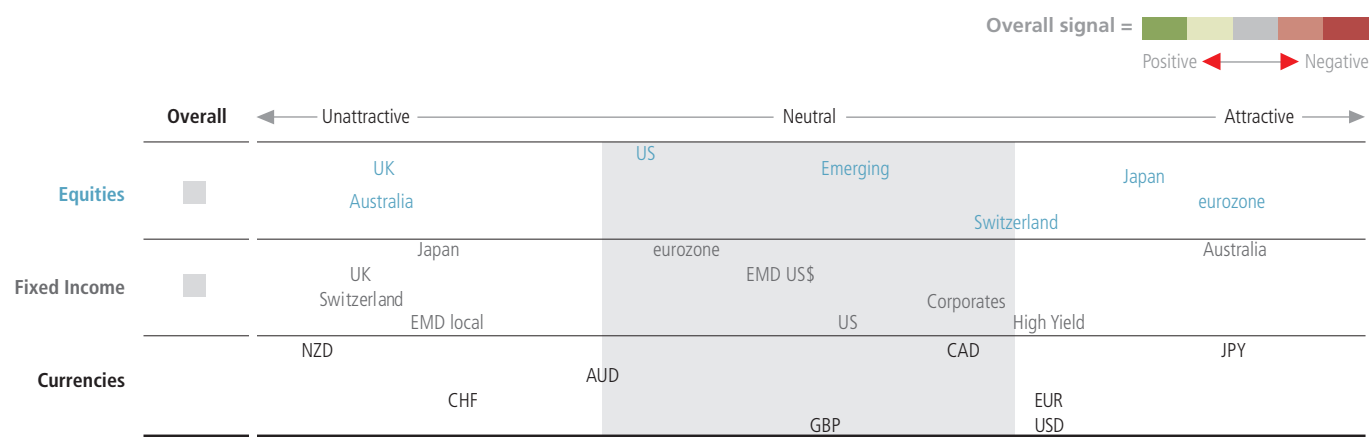 Overall signal =
Positive Negative
Overall Unattractive Neutral Attractive
US
UK Emerging
Japan
Equities
Australia eurozone
Switzerland
Japan eurozone Australia
UK EMD US$
Fixed Income
Switzerland Corporates
EMD local US High Yield
NZD CAD JPY
AUD
Currencies
CHF EUR
GBP USD